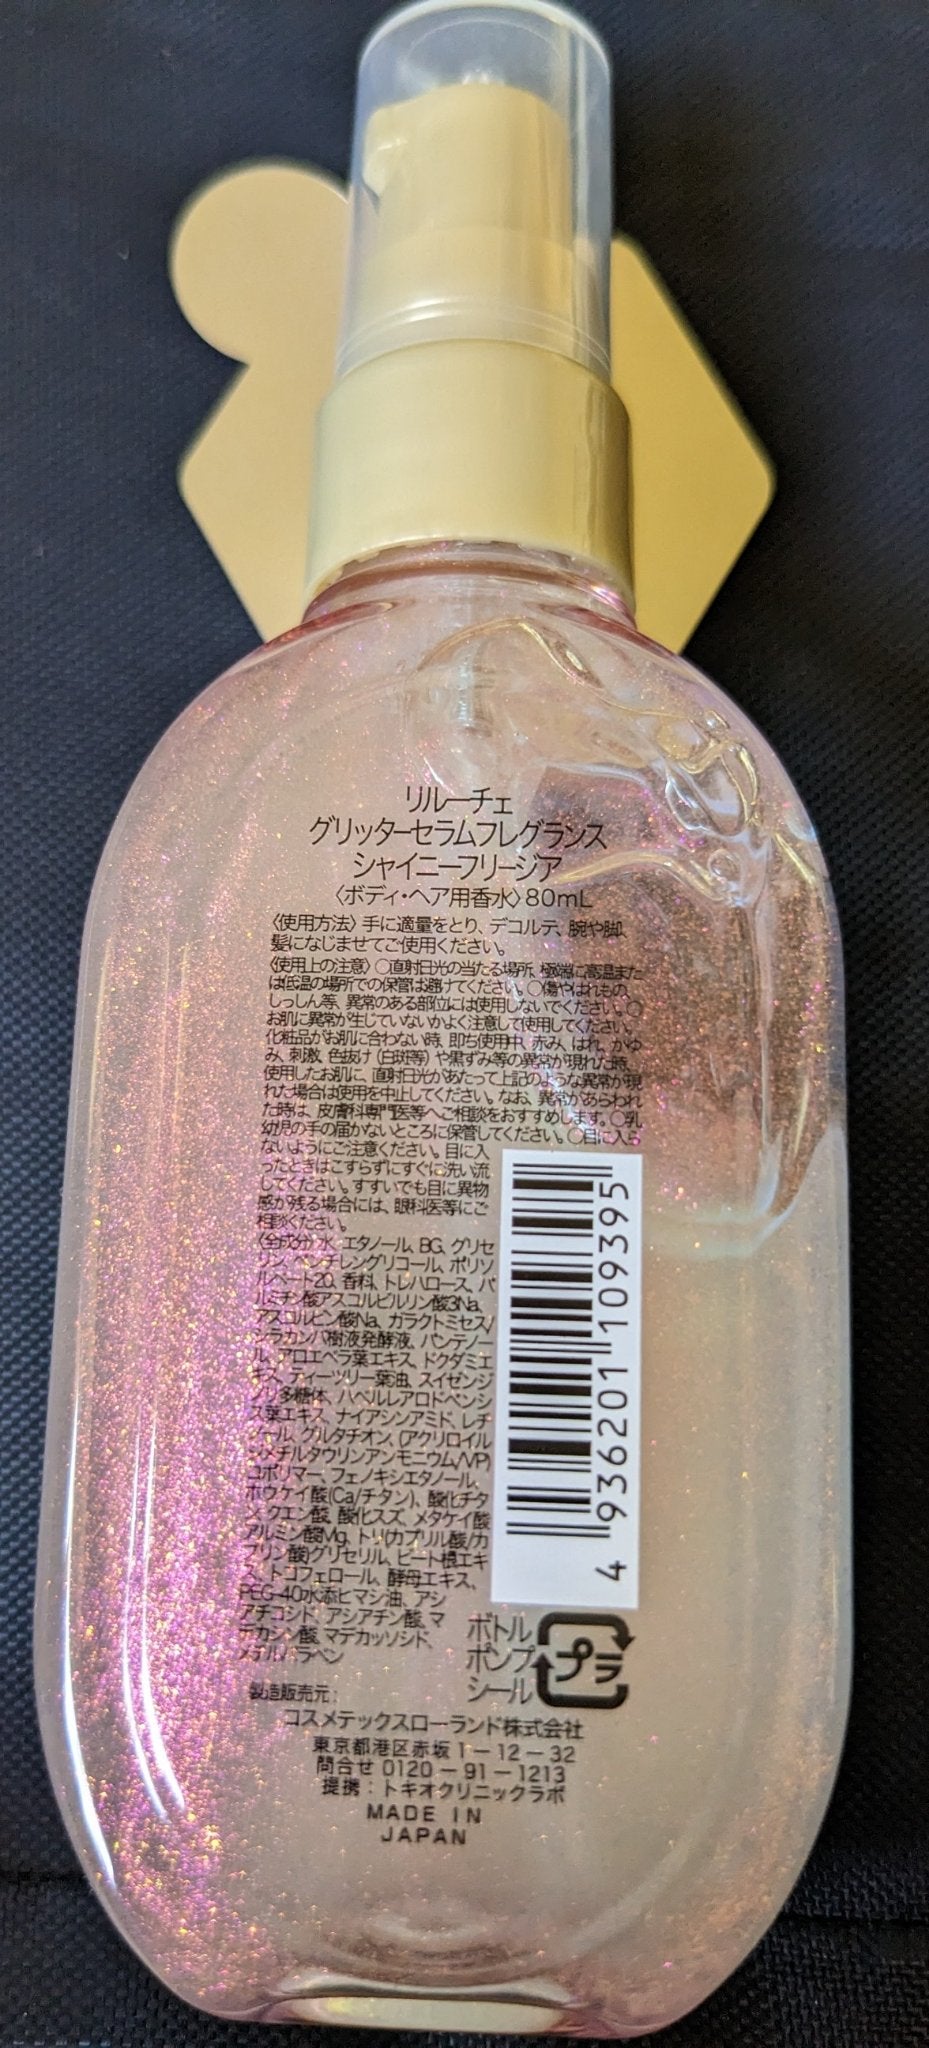 リルーチェ
グリッターセラムフレグランス
シャイニーフリージア
〈ボディ・ヘア用香水〉80mL
〈使用方法〉手に適量をとり、デコルテ、腕や脚、
髪になじませてご使用ください。
〈使用上の注意〉○直射日光の当たる場所、極端に高温また
は低温の場所での保管は避けてください。○傷やはれもの、
しっしん等、異常のある部位には使用しないでください。○
お肌に異常が生じていないかよく注意して使用してください。
化粧品がお肌に合わない時、即ち使用中、赤み、はれ、かゆ
み、刺激、色抜け（白斑等）や黒ずみ等の異常が現れた時、
使用したお肌に、直射日光があたって上記のような異常が現
れた場合は使用を中止してください。なお、異常があらわれ
た時は、皮膚科専門医等へご相談をおすすめします。○乳
幼児の手の届かないところに保管してください。○目に入ら
ないようにご注意ください。目に入
ったときはこすらずにすぐに洗い流
してください。すすいでも目に異物
感が残る場合には、眼科医等にご
相談ください。
〈全成分〉水、エタノール、BG、グリセ
リン、ペンチレングリコール、ポリソ
ルベート20、香料、トレハロース、パ
ルミチン酸アスコルビルリン酸3Na、
アスコルビン酸Na、ガラクトミセス/
シラカンバ樹液発酵液、パンテノー
ル、アロエベラ葉エキス、ドクダミエ
キス、ティーツリー葉油、スイゼンジ
ノリ多糖体、ハベルレアロドペンシ
ス葉エキス、ナイアシンアミド、レチ
ノール、グルタチオン、(アクリロイル
ジメチルタウリンアンモニウム/VP)
コポリマー、フェノキシエタノール、
ホウケイ酸(Ca/チタン)、酸化チタ
ン、クエン酸、酸化スズ、メタケイ酸
アルミン酸Mg、トリ(カプリル酸/カ
プリン酸)グリセリル、ビート根エキ
ス、トコフェロール、酵母エキス、
PEG-40水添ヒマシ油、アシ
アチコシド、アシアチン酸、マ
デカシン酸、マデカッソシド、
メチルパラベン
4 936201 109395
ボトル
ポンプ
シール
プラ
製造販売元：
コスメテックスローランド株式会社
東京都港区赤坂1－12－32
問合せ 0120－91－1213
提携：トキオクリニックラボ
MADE IN
JAPAN